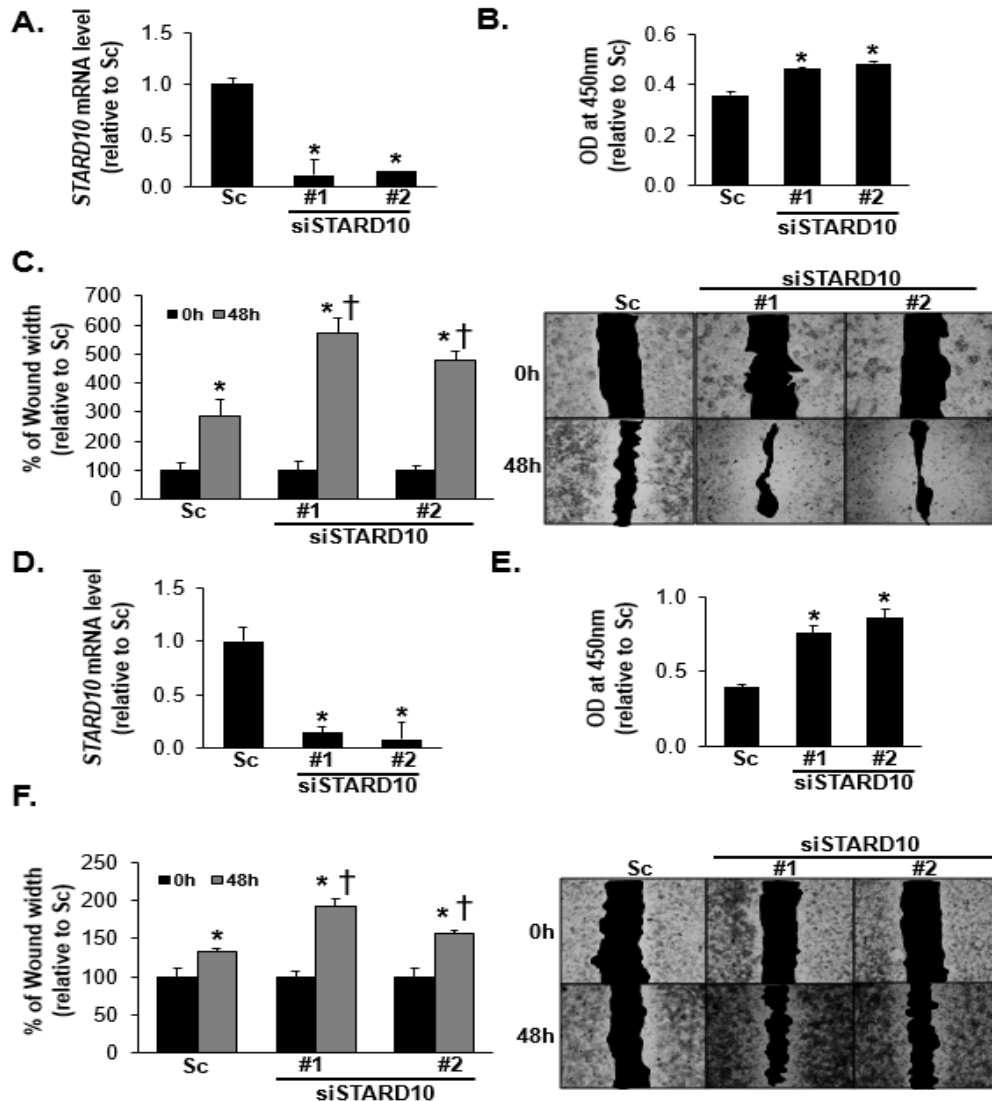 A.
STARD10 mRNA level
(relative to Sc)
1.0
0.5
0.0
*
*
Sc
#1
#2
siSTARD10
B.
OD at 450nm
(relative to Sc)
0.6
0.4
0.2
0.0
*
*
Sc
#1
#2
siSTARD10
C.
% of Wound width
(relative to Sc)
700
600
500
400
300
200
100
0
0h
48h
*
* †
* †
Sc
#1
#2
siSTARD10
siSTARD10
Sc
#1
#2
0h
48h
D.
STARD10 mRNA level
(relative to Sc)
1.5
1.0
0.5
0.0
*
*
Sc
#1
#2
siSTARD10
E.
OD at 450nm
(relative to Sc)
1.0
0.5
0.0
*
*
Sc
#1
#2
siSTARD10
F.
% of Wound width
(relative to Sc)
250
200
150
100
50
0
0h
48h
*
* †
* †
Sc
#1
#2
siSTARD10
siSTARD10
Sc
#1
#2
0h
48h